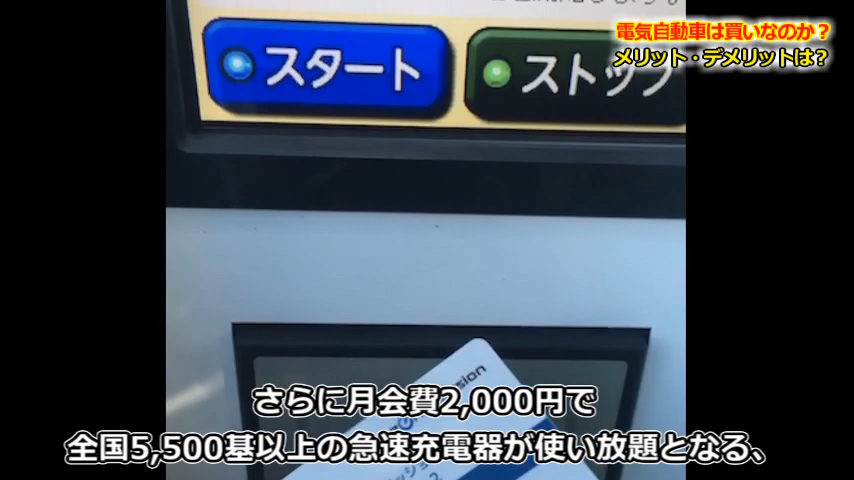 電気自動車は買いなのか？
メリット・デメリットは？
スタート
ストップ
さらに月会費2,000円で
全国5,500基以上の急速充電器が使い放題となる、